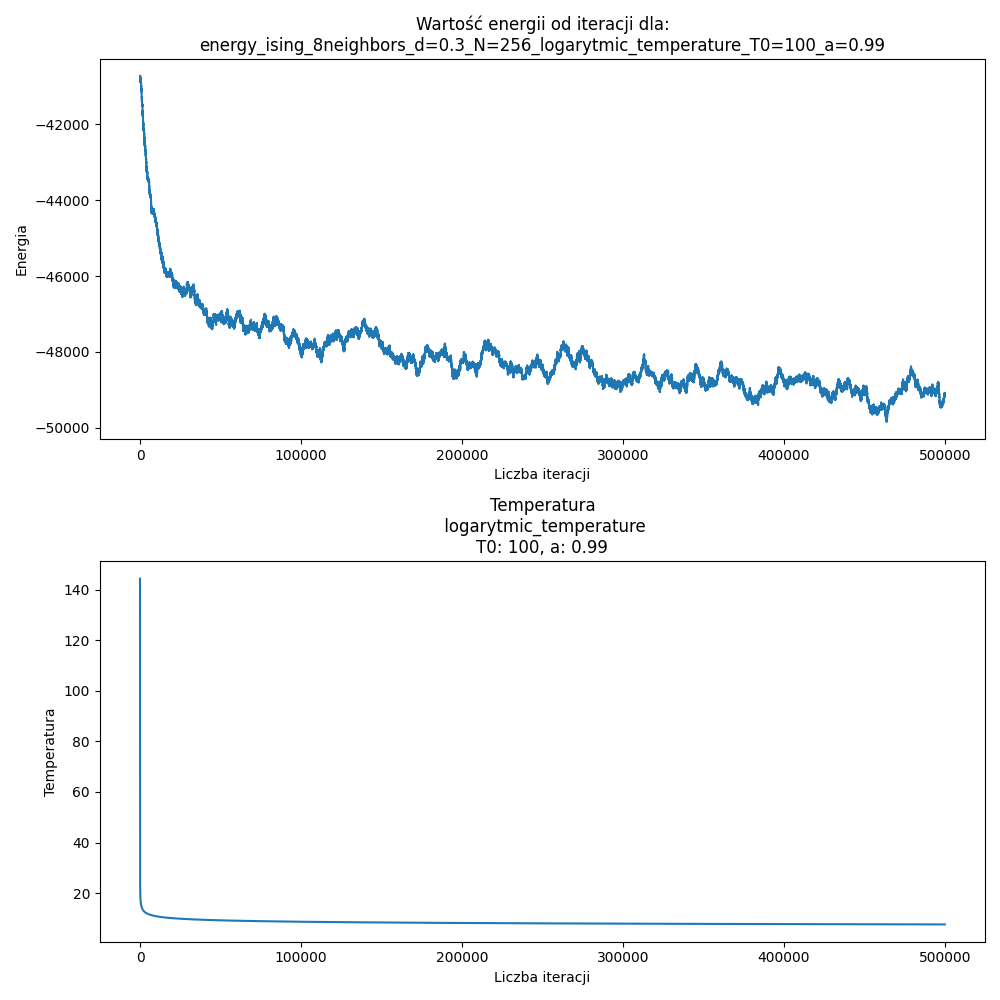 Wartość energii od iteracji dla:
energy_ising_8neighbors_d=0.3_N=256_logarytmic_temperature_T0=100_a=0.99
−42000
−44000
−46000
−48000
−50000
Energia
0 100000 200000 300000 400000 500000
Liczba iteracji
Temperatura
logarytmic_temperature
T0: 100, a: 0.99
140
120
100
80
60
40
20
Temperatura
0 100000 200000 300000 400000 500000
Liczba iteracji